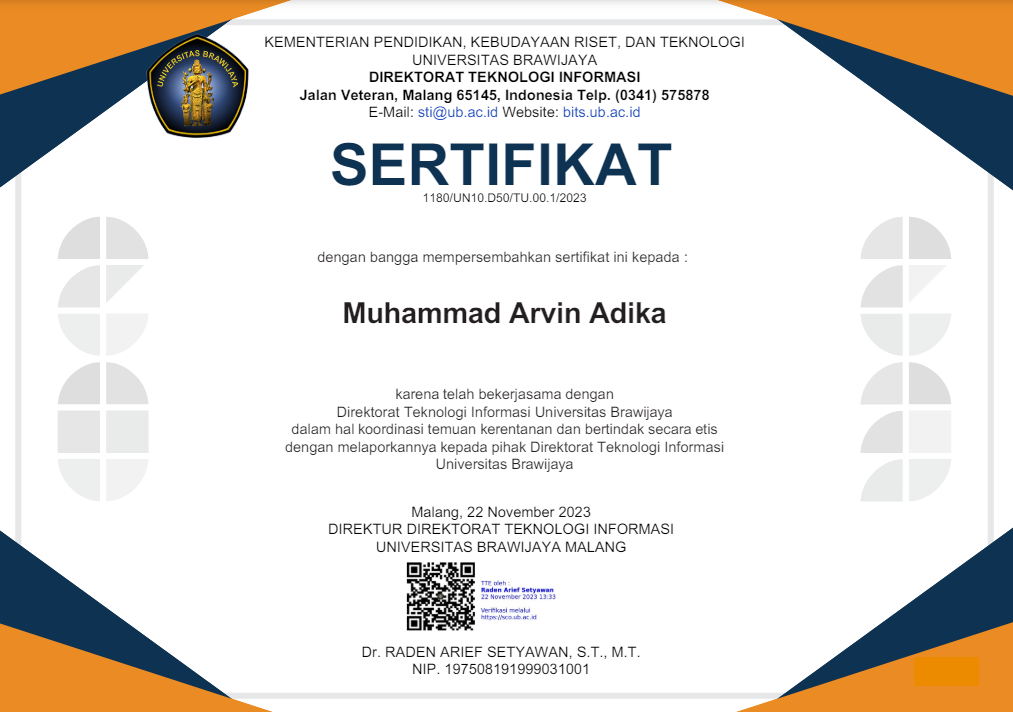 UNIVERSITAS BRAWIJAYA
KEMENTERIAN PENDIDIKAN, KEBUDAYAAN RISET, DAN TEKNOLOGI
UNIVERSITAS BRAWIJAYA
DIREKTORAT TEKNOLOGI INFORMASI
Jalan Veteran, Malang 65145, Indonesia Telp. (0341) 575878
E-Mail: sti@ub.ac.id Website: bits.ub.ac.id
SERTIFIKAT
1180/UN10.D50/TU.00.1/2023
dengan bangga mempersembahkan sertifikat ini kepada :
Muhammad Arvin Adika
karena telah bekerjasama dengan
Direktorat Teknologi Informasi Universitas Brawijaya
dalam hal koordinasi temuan kerentanan dan bertindak secara etis
dengan melaporkannya kepada pihak Direktorat Teknologi Informasi
Universitas Brawijaya
Malang, 22 November 2023
DIREKTUR DIREKTORAT TEKNOLOGI INFORMASI
UNIVERSITAS BRAWIJAYA MALANG
TTE oleh :
Raden Arief Setyawan
22 November 2023 13:33
Verifikasi melalui
https://sco.ub.ac.id
Dr. RADEN ARIEF SETYAWAN, S.T., M.T.
NIP. 197508191999031001